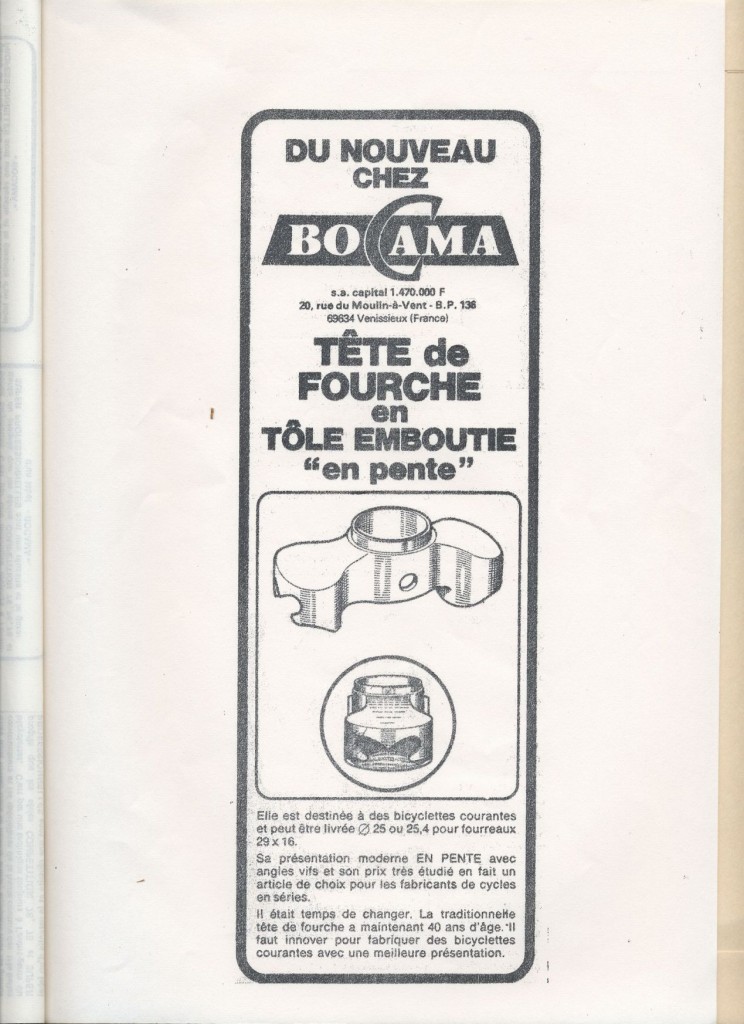 DU NOUVEAU
CHEZ
BOCAMA
s.a. capital 1.470.000 F
20, rue du Moulin-à-Vent - B.P. 136
69634 Venissieux (France)
TÊTE de
FOURCHE
en
TÔLE EMBOUTIE
“en pente”
Elle est destinée à des bicyclettes courantes
et peut être livrée ∅ 25 ou 25,4 pour fourreaux
29 x 16.
Sa présentation moderne EN PENTE avec
angles vifs et son prix très étudié en fait un
article de choix pour les fabricants de cycles
en séries.
Il était temps de changer. La traditionnelle
tête de fourche a maintenant 40 ans d'âge. Il
faut innover pour fabriquer des bicyclettes
courantes avec une meilleure présentation.